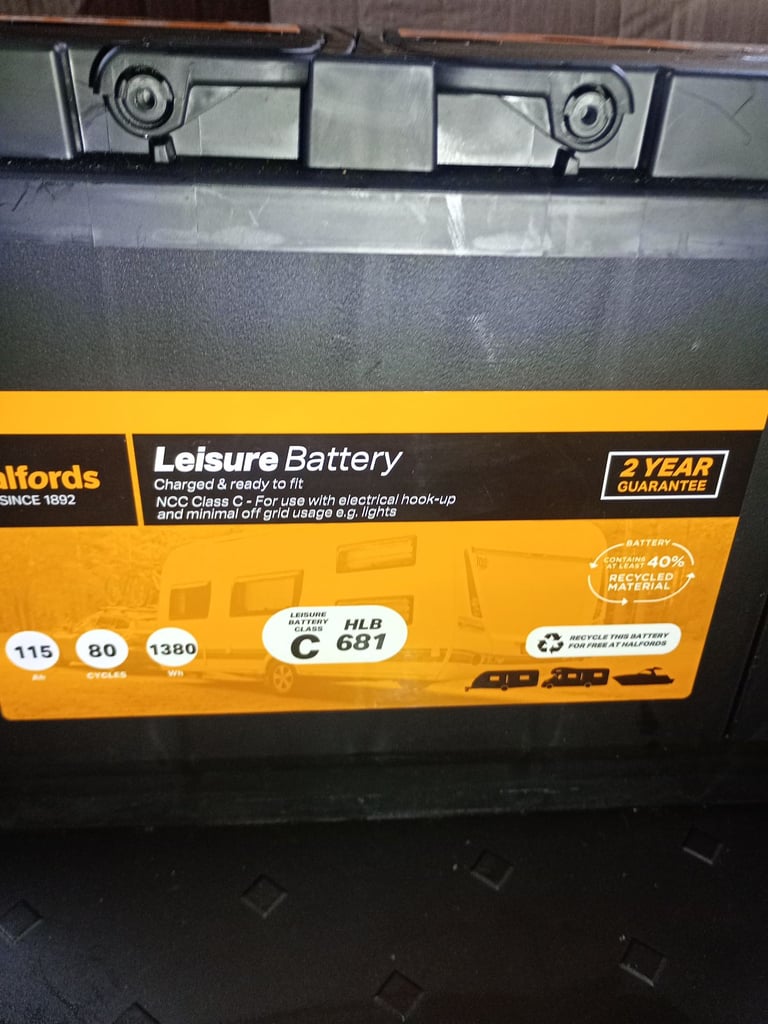 alfords
SINCE 1892
Leisure Battery
Charged & ready to fit
NCC Class C - For use with electrical hook-up
and minimal off grid usage e.g. lights
2 YEAR
GUARANTEE
BATTERY
CONTAINS
AT LEAST 40%
RECYCLED
MATERIAL
115
Ah
80
CYCLES
1380
Wh
LEISURE
BATTERY
CLASS
C
HLB
681
RECYCLE THIS BATTERY
FOR FREE AT HALFORDS